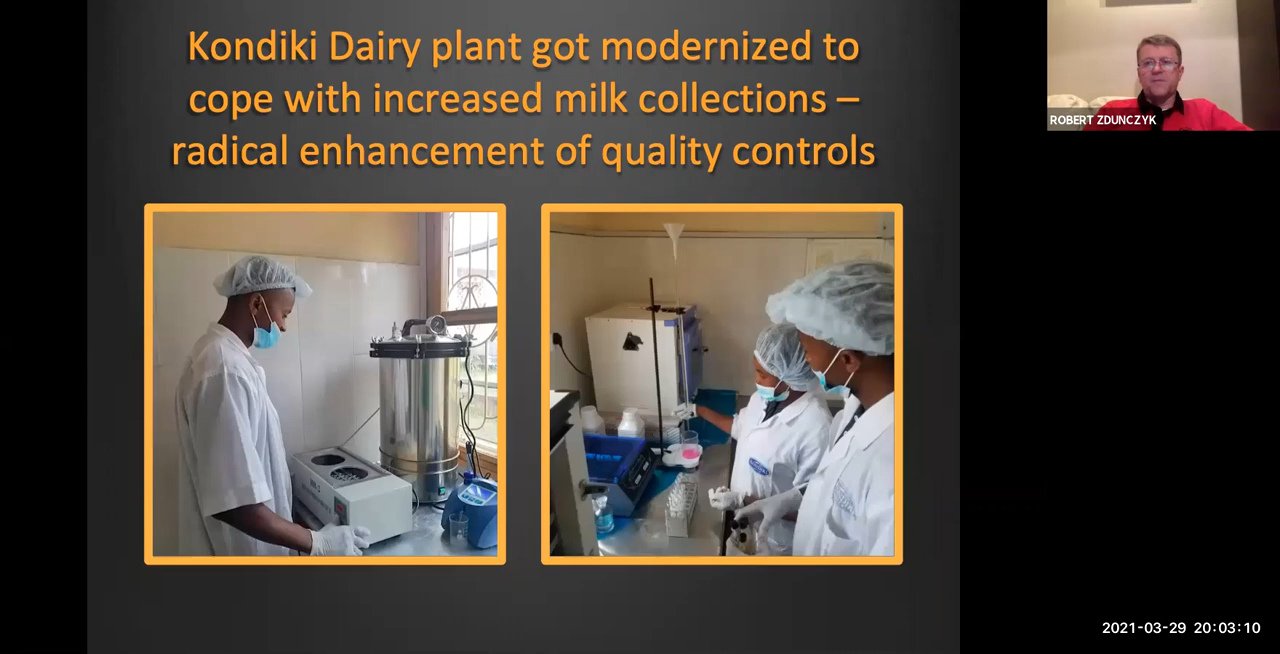 Kondiki Dairy plant got modernized to
cope with increased milk collections –
radical enhancement of quality controls
ROBERT ZDUNCZYK
2021-03-29 20:03:10